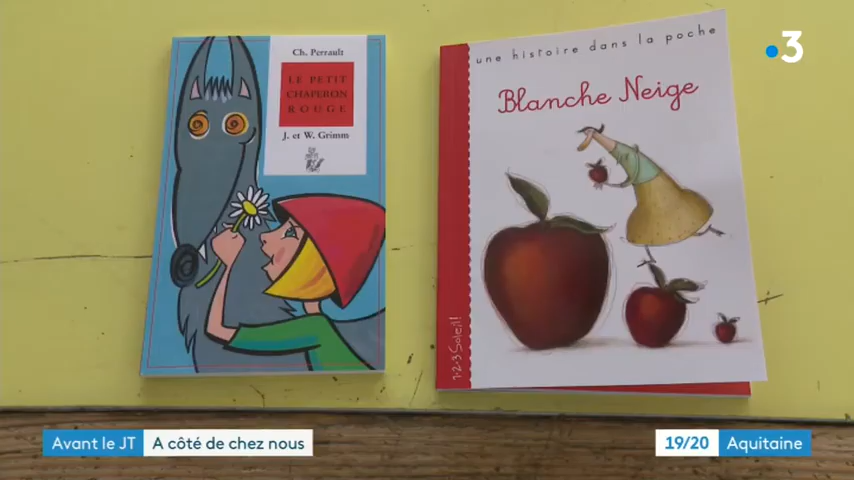 Ch. Perrault
LE PETIT
CHAPERON
ROUGE
J. et W. Grimm
une histoire dans la poche
Blanche Neige
1·2·3 Soleil!
3
Avant le JT
A côté de chez nous
19/20
Aquitaine